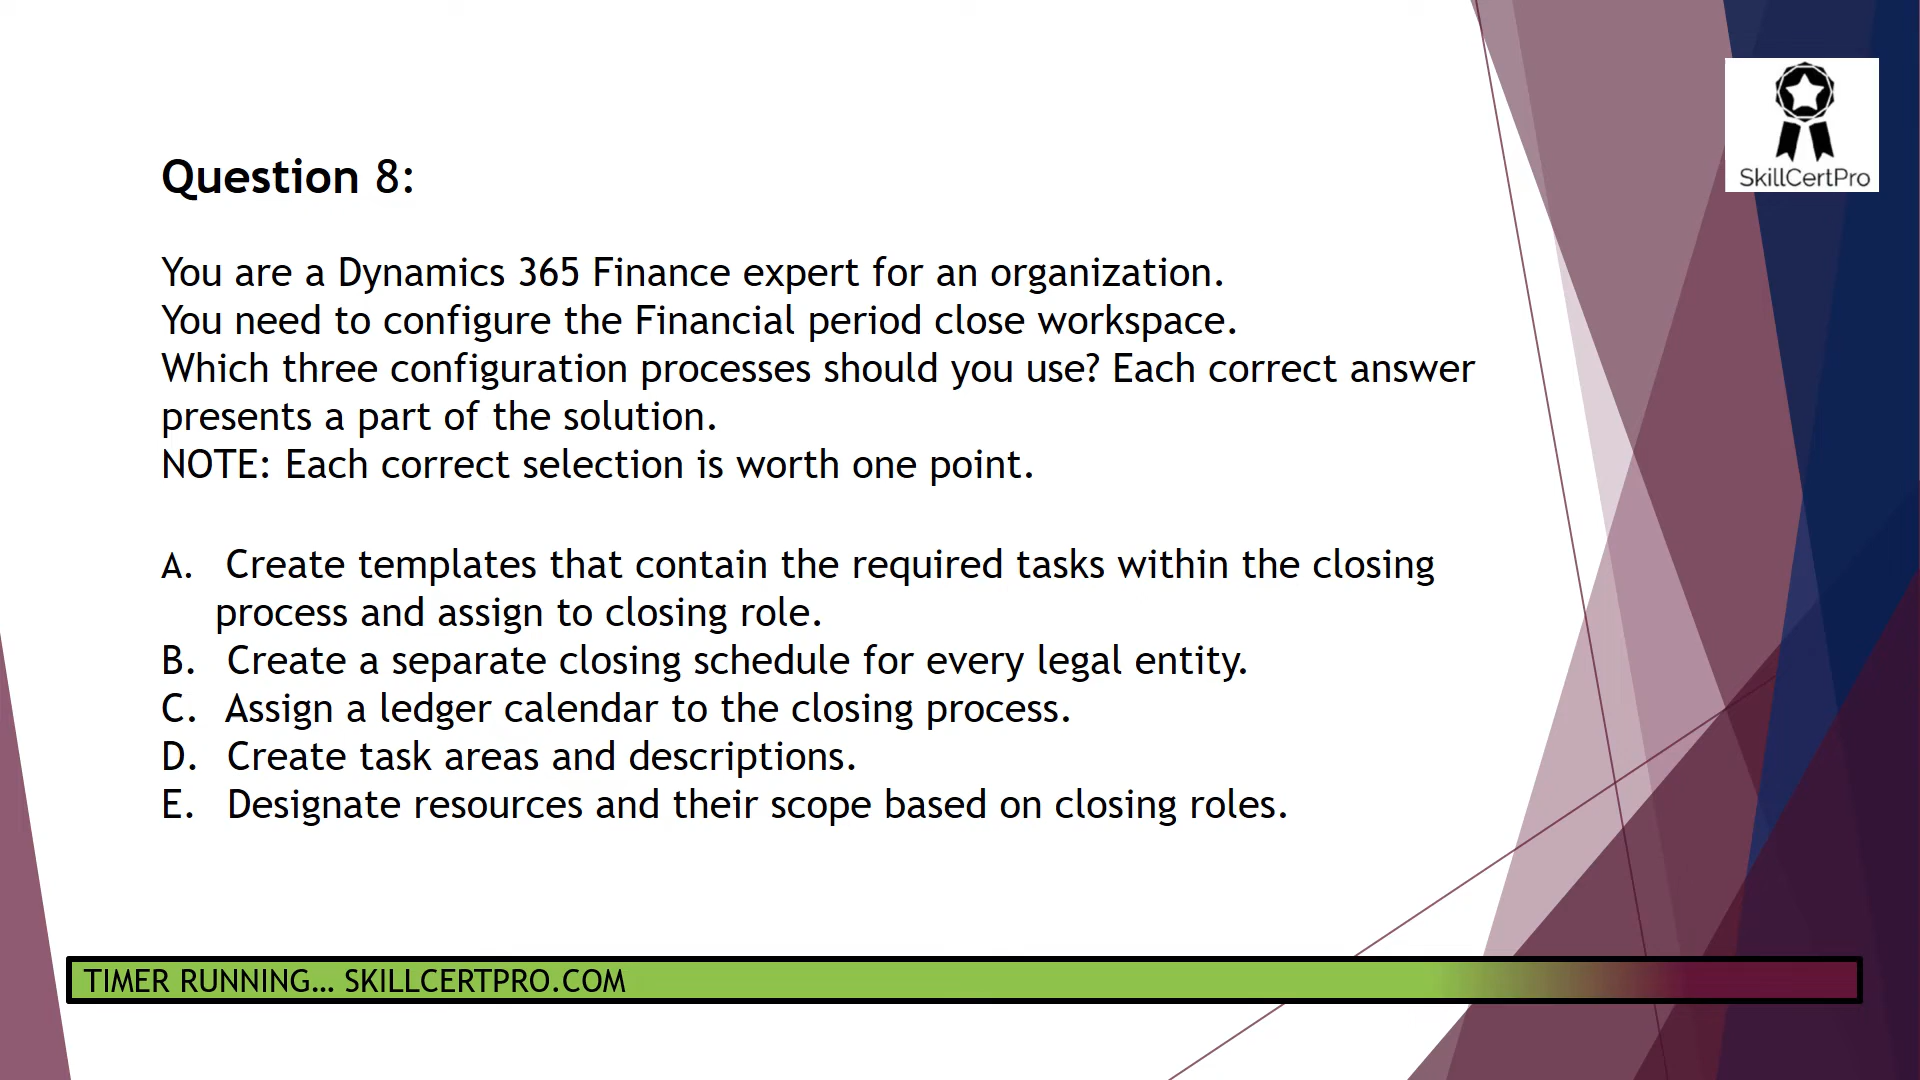 SkillCertPro
Question 8:
You are a Dynamics 365 Finance expert for an organization.
You need to configure the Financial period close workspace.
Which three configuration processes should you use? Each correct answer
presents a part of the solution.
NOTE: Each correct selection is worth one point.
A. Create templates that contain the required tasks within the closing
process and assign to closing role.
B. Create a separate closing schedule for every legal entity.
C. Assign a ledger calendar to the closing process.
D. Create task areas and descriptions.
E. Designate resources and their scope based on closing roles.
TIMER RUNNING... SKILLCERTPRO.COM